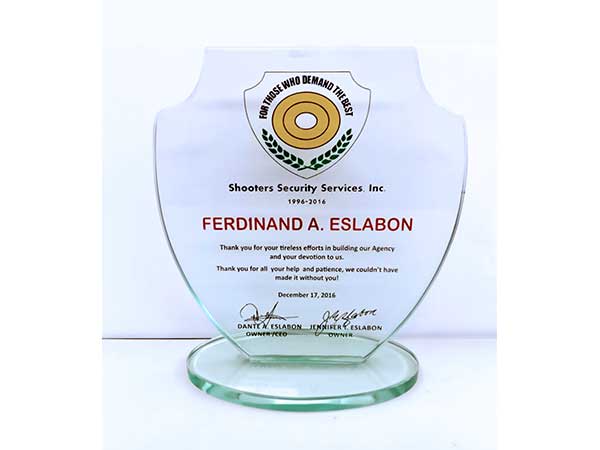 FOR THOSE WHO DEMAND THE BEST
Shooters Security Services, Inc.
1996-2016
FERDINAND A. ESLABON
Thank you for your tireless efforts in building our Agency
and your devotion to us.
Thank you for all your help and patience, we couldn't have
made it without you!
December 17, 2016
DANTE A. ESLABON JENNIFER T. ESLABON
OWNER /CEO OWNER